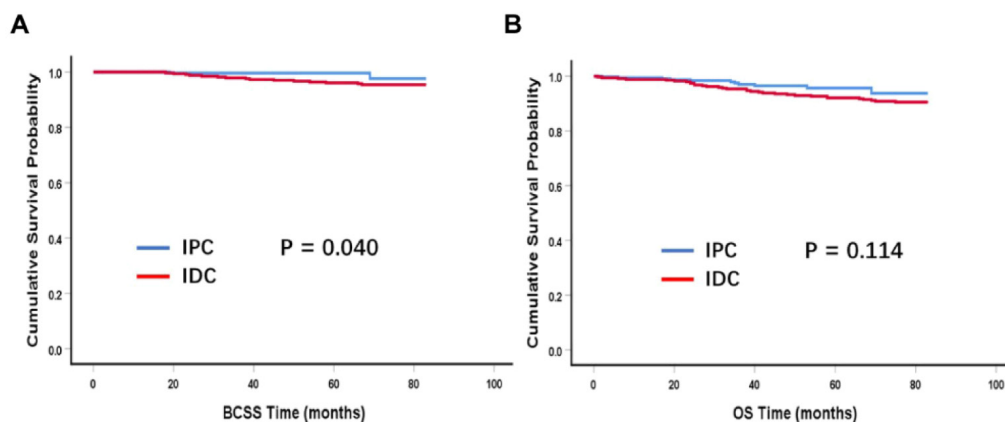 A
Cumulative Survival Probability
1.0
0.8
0.6
0.4
0.2
0.0
IPC
IDC
P = 0.040
0
20
40
60
80
100
BCSS Time (months)
B
Cumulative Survival Probability
1.0
0.8
0.6
0.4
0.2
0.0
IPC
IDC
P = 0.114
0
20
40
60
80
100
OS Time (months)